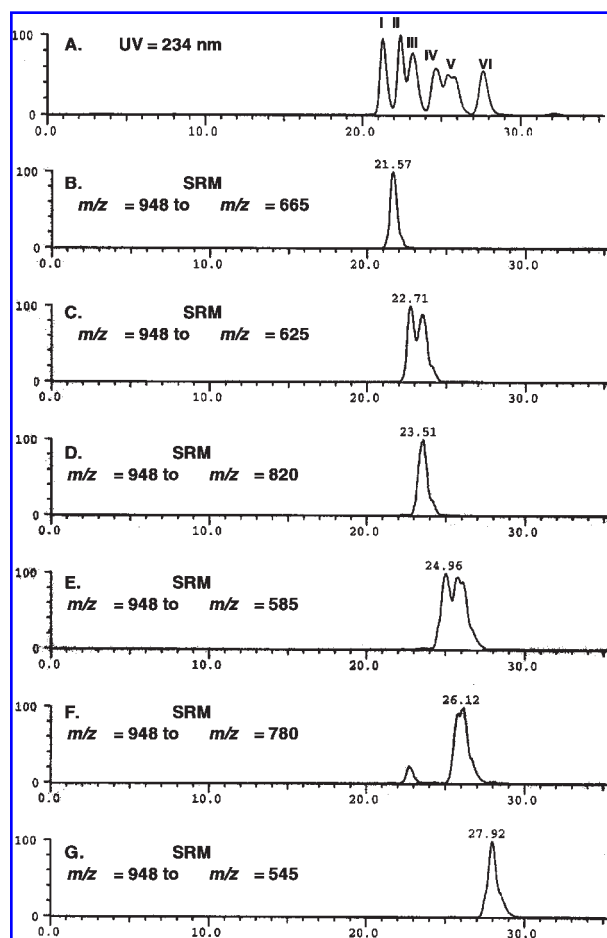 I II III IV V VI
A. UV = 234 nm
100
0
0.0 10.0 20.0 30.0
21.57
B. SRM
m/z = 948 to m/z = 665
100
0
0.0 10.0 20.0 30.0
22.71
C. SRM
m/z = 948 to m/z = 625
100
0
0.0 10.0 20.0 30.0
23.51
D. SRM
m/z = 948 to m/z = 820
100
0
0.0 10.0 20.0 30.0
24.96
E. SRM
m/z = 948 to m/z = 585
100
0
0.0 10.0 20.0 30.0
26.12
F. SRM
m/z = 948 to m/z = 780
100
0
0.0 10.0 20.0 30.0
27.92
G. SRM
m/z = 948 to m/z = 545
100
0
0.0 10.0 20.0 30.0